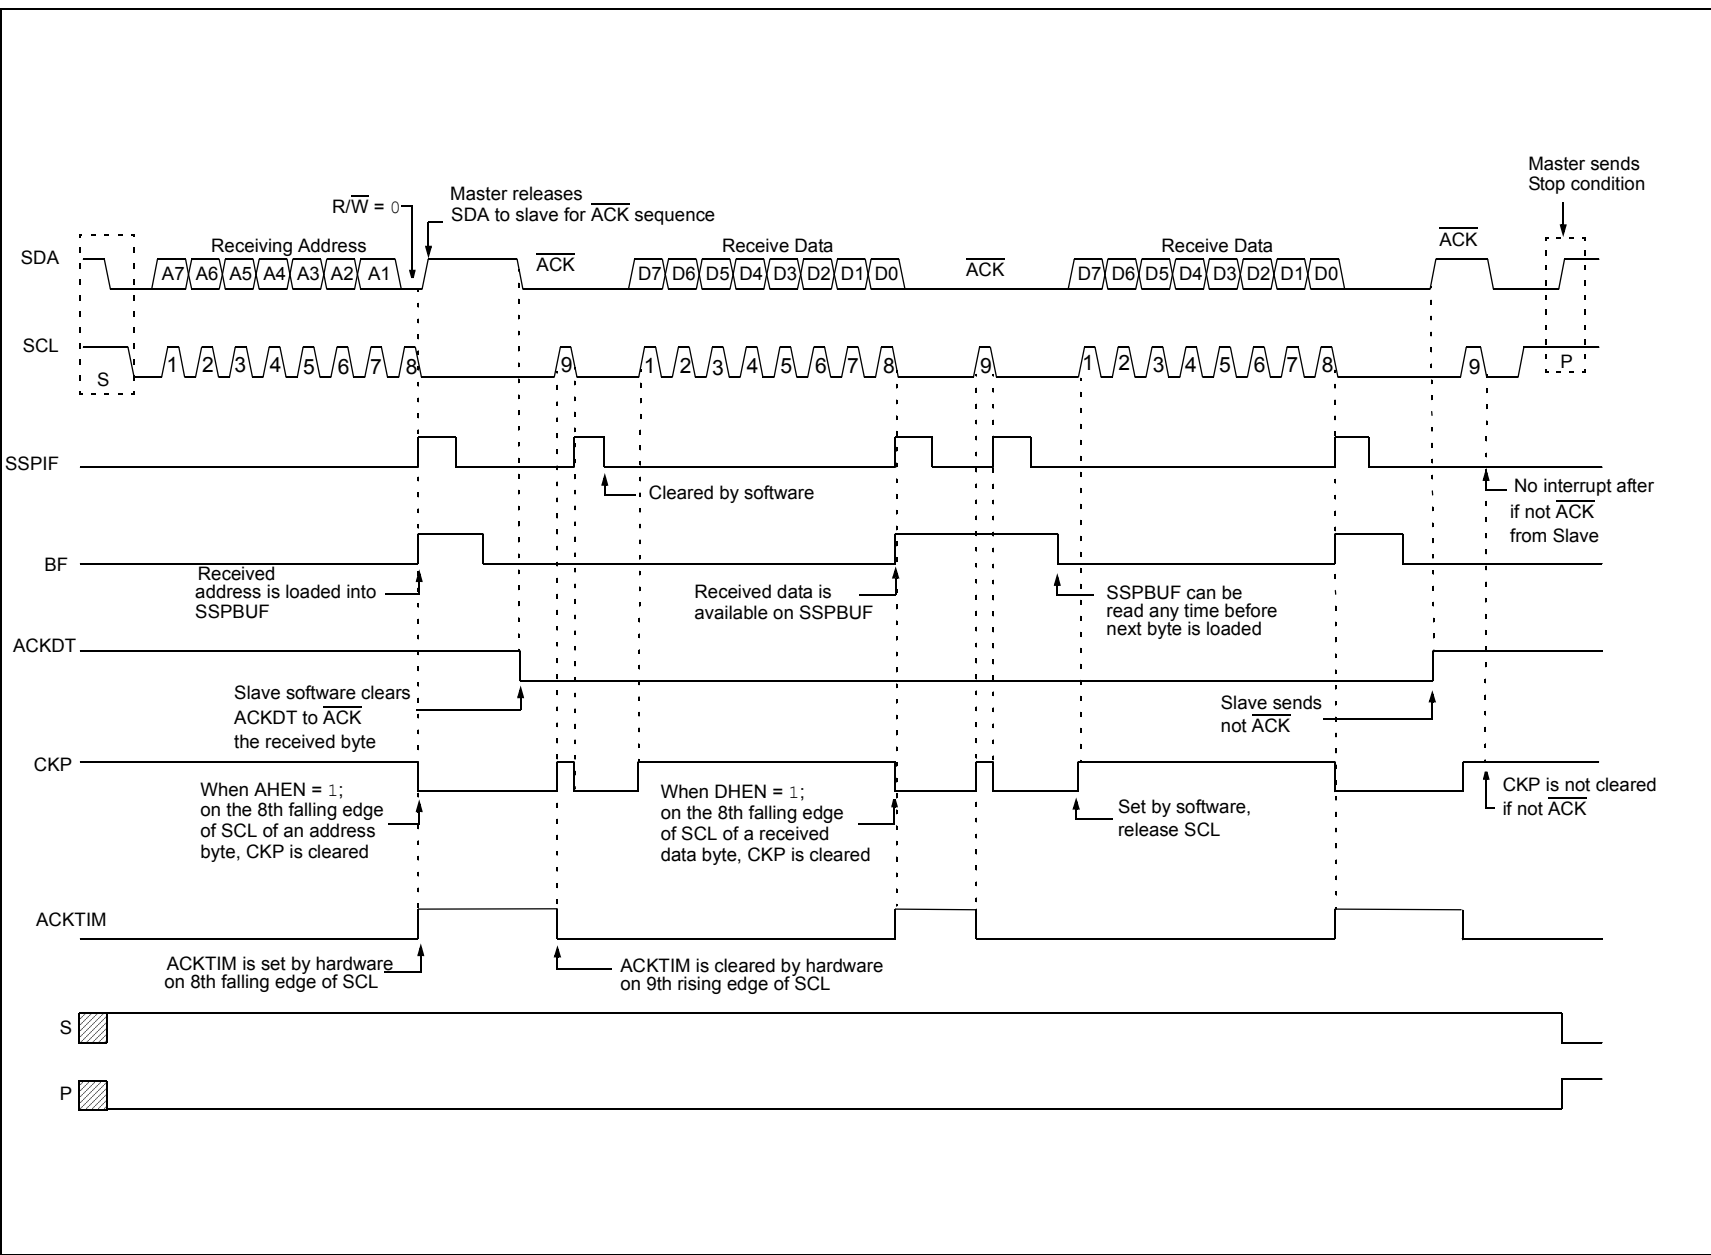 Master sends
Stop condition
R/W = 0
Master releases
SDA to slave for ACK sequence
SDA
Receiving Address
A7 A6 A5 A4 A3 A2 A1
ACK
Receive Data
D7 D6 D5 D4 D3 D2 D1 D0
ACK
Receive Data
D7 D6 D5 D4 D3 D2 D1 D0
ACK
SCL
S
1 2 3 4 5 6 7 8 9 1 2 3 4 5 6 7 8 9 1 2 3 4 5 6 7 8 9
P
SSPIF
Cleared by software
No interrupt after
if not ACK
from Slave
BF
Received
address is loaded into
SSPBUF
Received data is
available on SSPBUF
SSPBUF can be
read any time before
next byte is loaded
ACKDT
Slave software clears
ACKDT to ACK
the received byte
Slave sends
not ACK
CKP
When AHEN = 1;
on the 8th falling edge
of SCL of an address
byte, CKP is cleared
When DHEN = 1;
on the 8th falling edge
of SCL of a received
data byte, CKP is cleared
Set by software,
release SCL
CKP is not cleared
if not ACK
ACKTIM
ACKTIM is set by hardware
on 8th falling edge of SCL
ACKTIM is cleared by hardware
on 9th rising edge of SCL
S
P